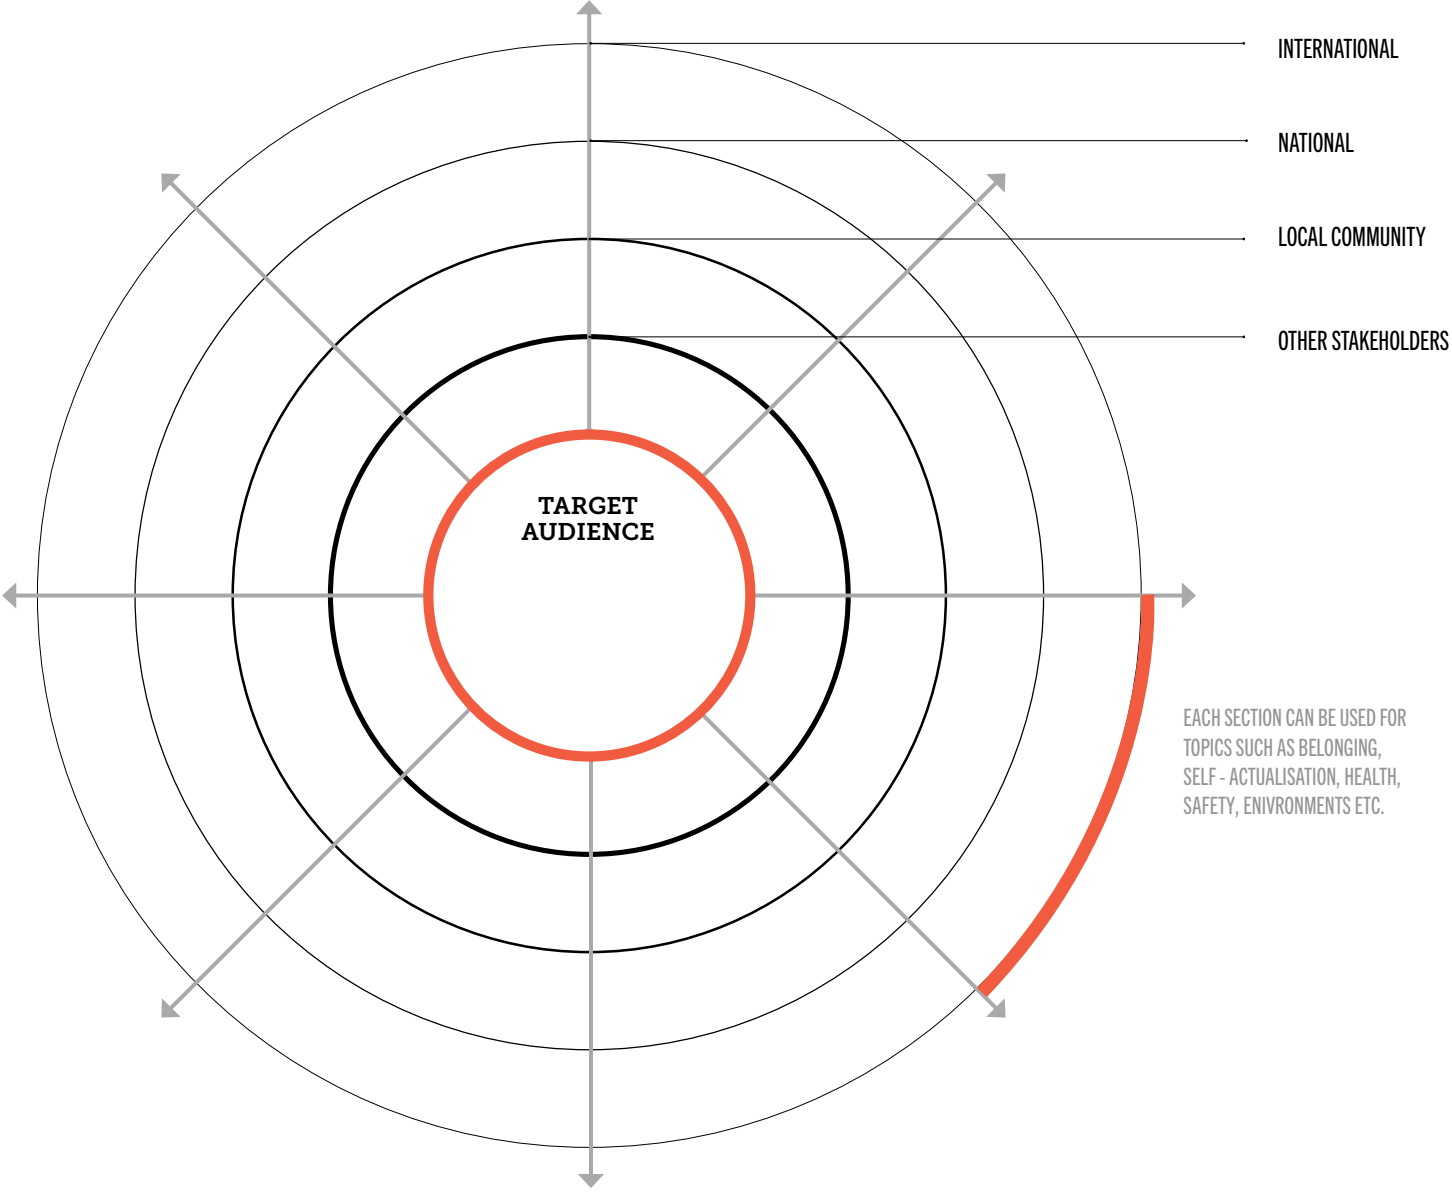 INTERNATIONAL
NATIONAL
LOCAL COMMUNITY
OTHER STAKEHOLDERS
TARGET
AUDIENCE
EACH SECTION CAN BE USED FOR
TOPICS SUCH AS BELONGING,
SELF - ACTUALISATION, HEALTH,
SAFETY, ENIVRONMENTS ETC.